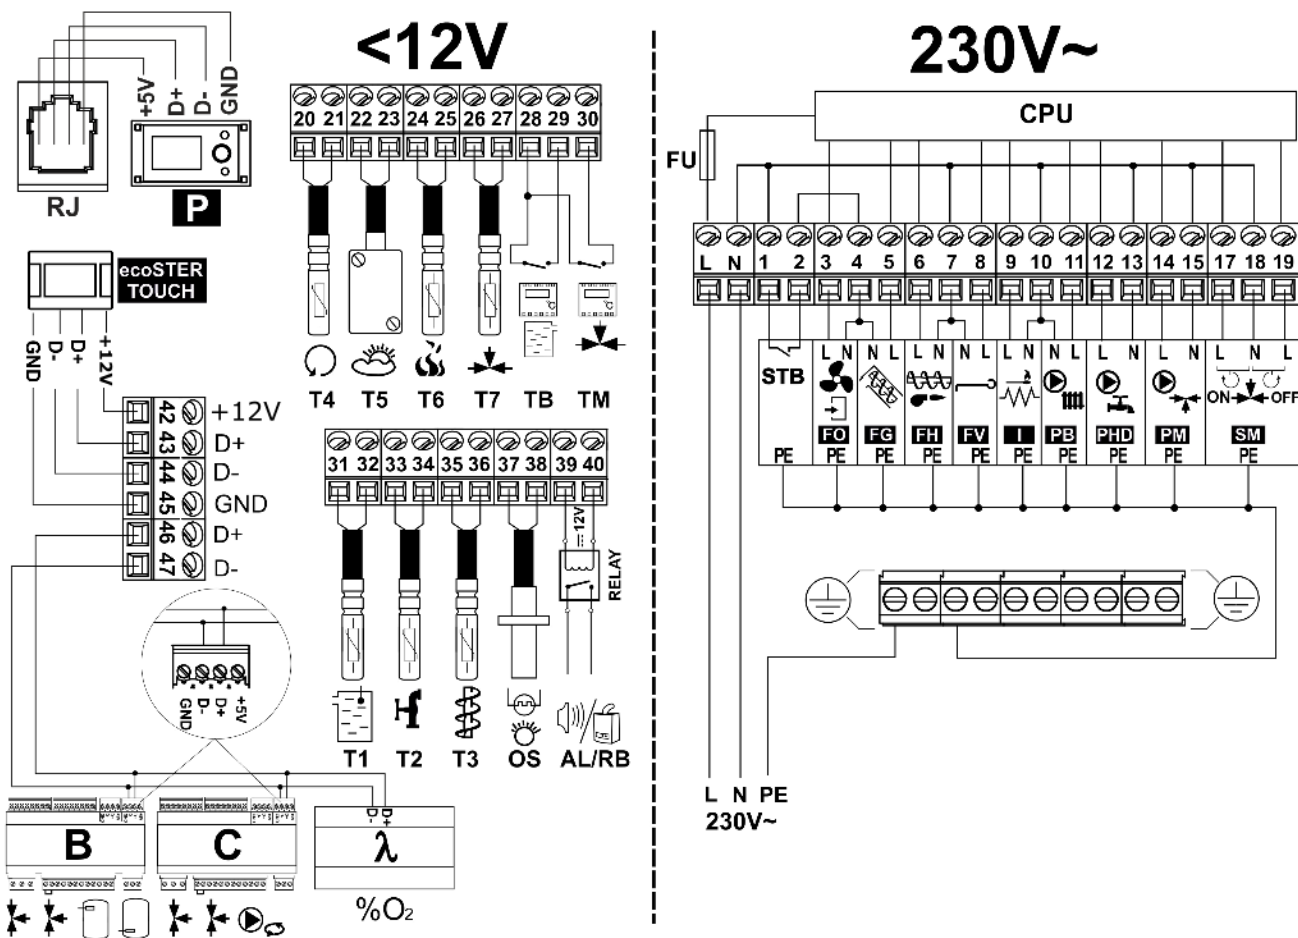 <12V
230V~
+5V
D+
D-
GND
RJ
P
20 21 22 23 24 25 26 27 28 29 30
°C
°C
T4 T5 T6 T7 TB TM
ecoSTER
TOUCH
GND
D-
D+
+12V
42 +12V
43 D+
44 D-
45 GND
46 D+
47 D-
31 32 33 34 35 36 37 38 39 40
12V
RELAY
T1 T2 T3 OS AL/RB
GND
D-
D+
+5V
B
C
D-
D+
λ
%O₂
CPU
FU
L N 1 2 3 4 5 6 7 8 9 10 11 12 13 14 15 17 18 19
STB
L N N L L N N L L N N L L N L N L N L
ON OFF
FO FG FH FV I PB PHD PM SM
PE PE PE PE PE PE PE PE PE PE
L N PE
230V~